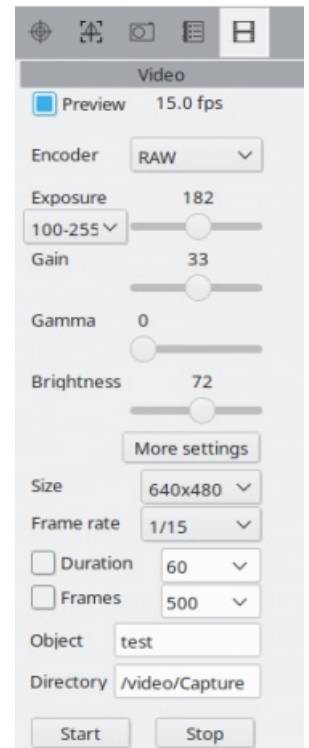 Video
Preview 15.0 fps
Encoder RAW
Exposure 182
100-255
Gain 33
Gamma 0
Brightness 72
More settings
Size 640x480
Frame rate 1/15
Duration 60
Frames 500
Object test
Directory /video/Capture
Start Stop